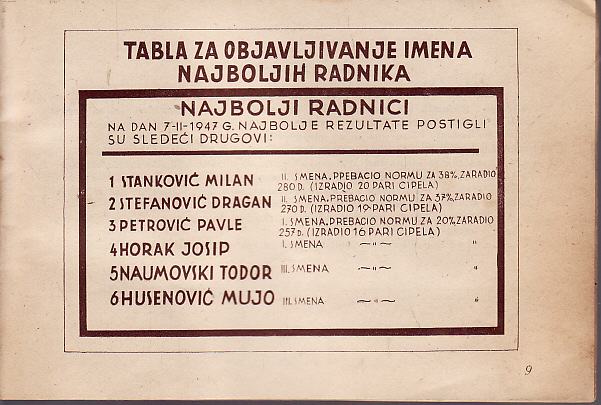 TABLA ZA OBJAVLJIVANJE IMENA
NAJBOLJIH RADNIKA
NAJBOLJI RADNICI
NA DAN 7-II-1947 G. NAJBOLJE REZULTATE POSTIGLI
SU SLEDEĆI DRUGOVI:
1 STANKOVIĆ MILAN II. SMENA. PREBACIO NORMU ZA 38%, ZARADIO
280 D. (IZRADIO 20 PARI CIPELA)
2 STEFANOVIĆ DRAGAN II. SMENA. PREBACIO NORMU ZA 37%, ZARADIO
270 D. (IZRADIO 19 PARI CIPELA)
3 PETROVIĆ PAVLE I. SMENA. PREBACIO NORMU ZA 20%, ZARADIO
257 D. (IZRADIO 16 PARI CIPELA)
4 HORAK JOSIP I. SMENA —〃— 〃
5 NAUMOVSKI TODOR III. SMENA —〃— 〃
6 HUSENOVIĆ MUJO III. SMENA —〃— 〃
9